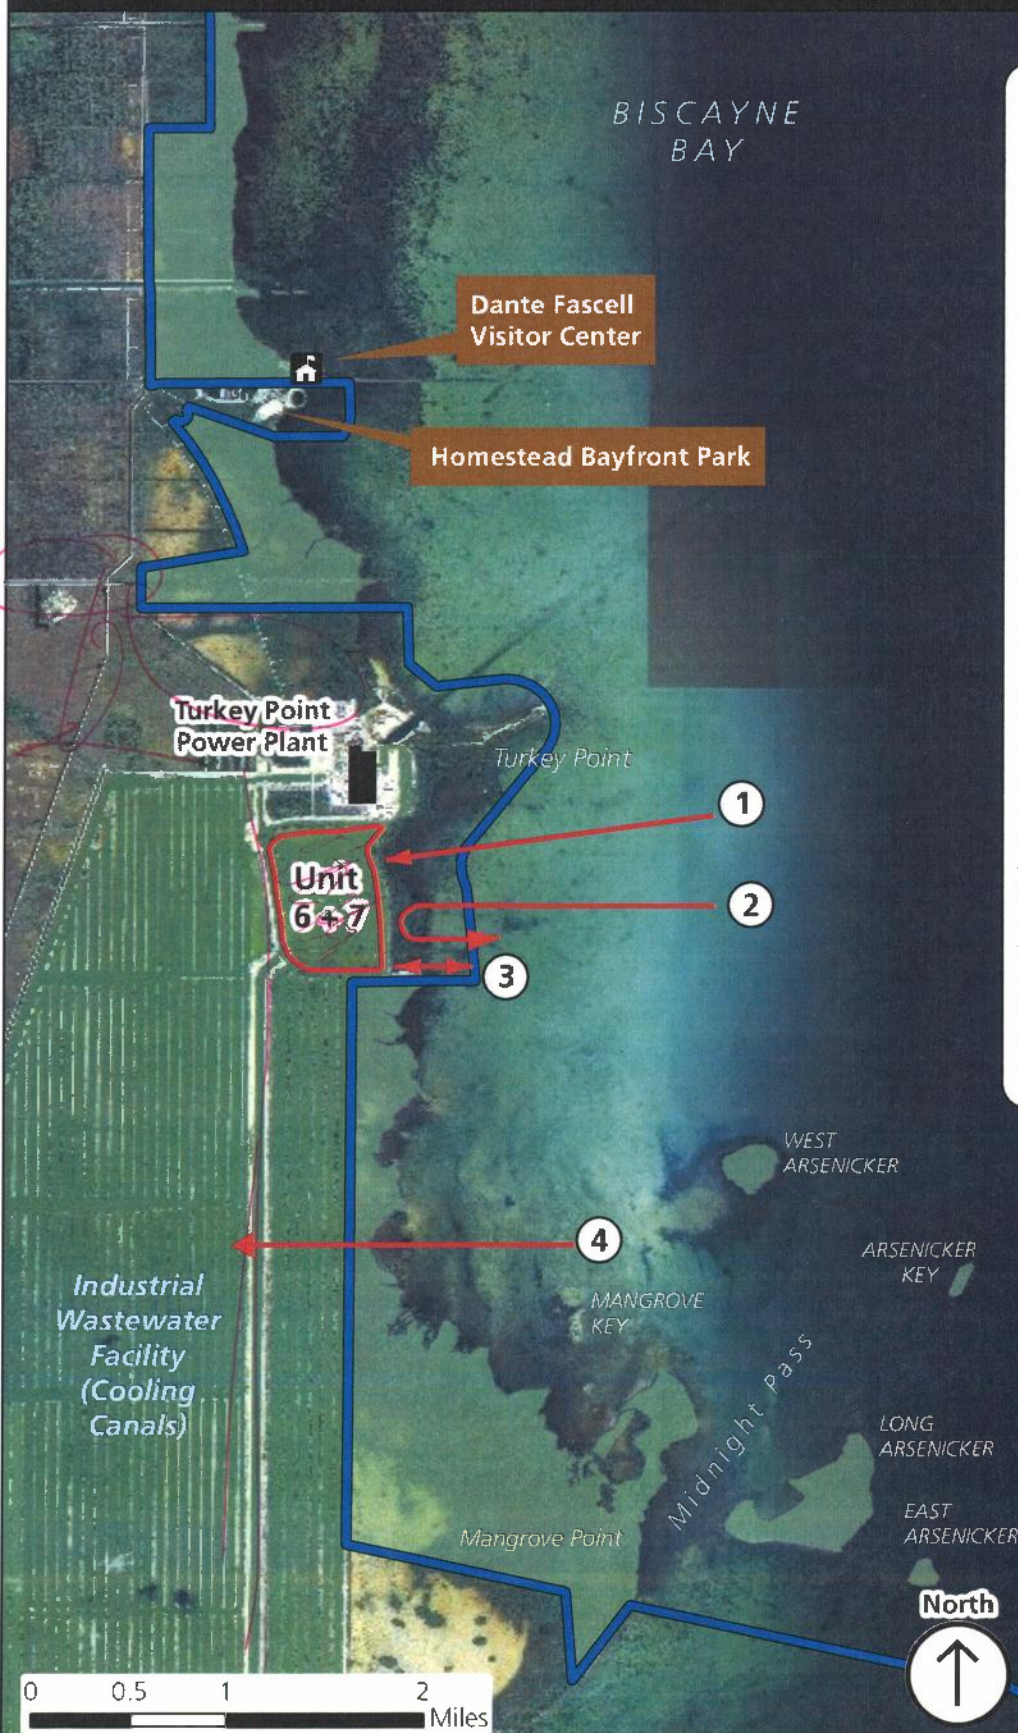 BISCAYNE
BAY
Dante Fascell
Visitor Center
Homestead Bayfront Park
Turkey Point
Power Plant
Turkey Point
1
Unit
6 + 7
2
3
WEST
ARSENICKER
4
ARSENICKER
KEY
Industrial
Wastewater
Facility
(Cooling
Canals)
MANGROVE
KEY
Midnight Pass
LONG
ARSENICKER
EAST
ARSENICKER
Mangrove Point
North
0 0.5 1 2
Miles